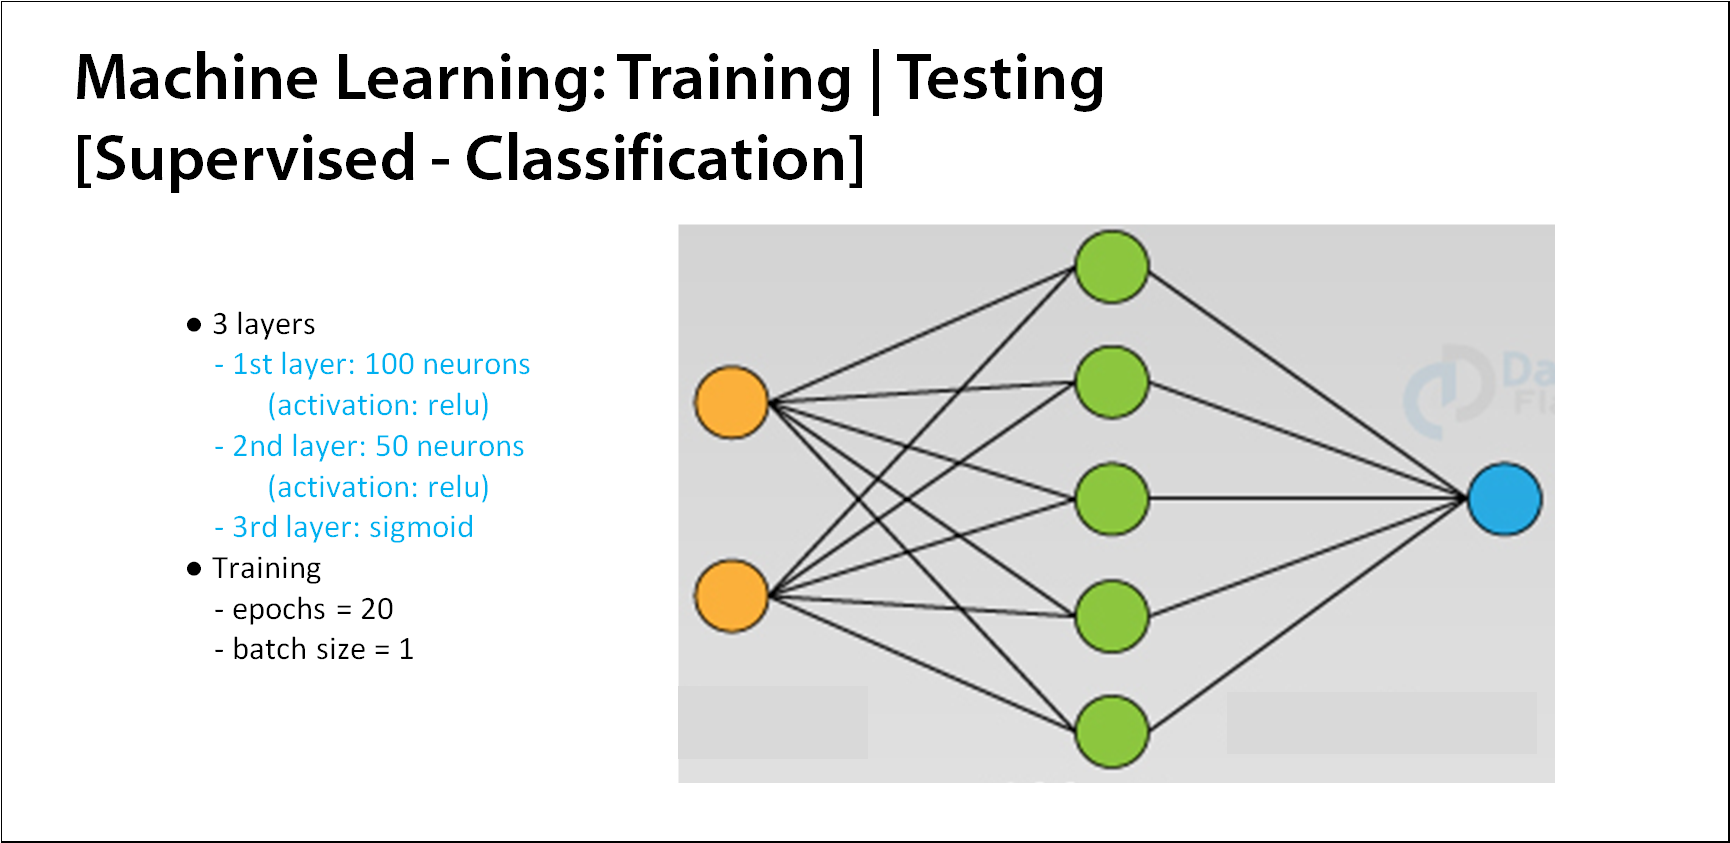 Machine Learning: Training | Testing
[Supervised - Classification]
● 3 layers
- 1st layer: 100 neurons
(activation: relu)
- 2nd layer: 50 neurons
(activation: relu)
- 3rd layer: sigmoid
● Training
- epochs = 20
- batch size = 1
Da
Fla